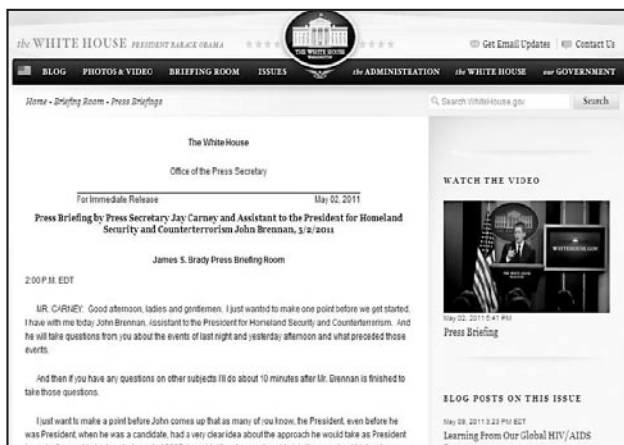 the WHITE HOUSE PRESIDENT BARACK OBAMA
THE WHITE HOUSE
WASHINGTON
Get Email Updates
Contact Us
BLOG PHOTOS & VIDEO BRIEFING ROOM ISSUES the ADMINISTRATION the WHITE HOUSE our GOVERNMENT
Home • Briefing Room • Press Briefings
Search WhiteHouse.gov Search
The White House
Office of the Press Secretary
For Immediate Release May 02, 2011
Press Briefing by Press Secretary Jay Carney and Assistant to the President for Homeland
Security and Counterterrorism John Brennan, 5/2/2011
James S. Brady Press Briefing Room
2:00 P.M. EDT
MR. CARNEY: Good afternoon, ladies and gentlemen. I just wanted to make one point before we get started.
I have with me today John Brennan, Assistant to the President for Homeland Security and Counterterrorism. And
he will take questions from you about the events of last night and yesterday afternoon and what preceded those
events.
And then if you have any questions on other subjects I'll do about 10 minutes after Mr. Brennan is finished to
take those questions.
I just want to make a point before John comes up that as many of you know, the President, even before he
was President, when he was a candidate, had a very clear idea about the approach he would take as President
WATCH THE VIDEO
WHITEHOUSE.GOV
May 02, 2011 5:41 PM
Press Briefing
BLOG POSTS ON THIS ISSUE
May 09, 2011 3:23 PM EDT
Learning From Our Global HIV/AIDS